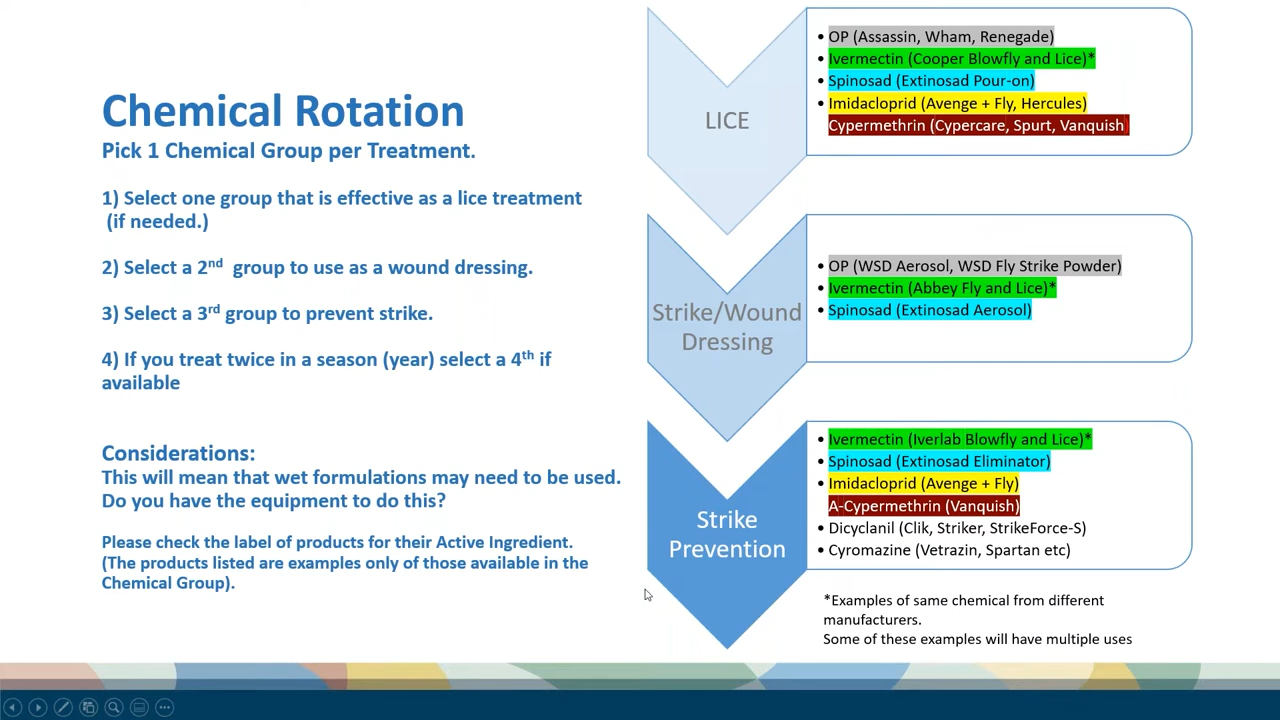 Chemical Rotation
Pick 1 Chemical Group per Treatment.
1) Select one group that is effective as a lice treatment
(if needed.)
2) Select a 2nd group to use as a wound dressing.
3) Select a 3rd group to prevent strike.
4) If you treat twice in a season (year) select a 4th if
available
Considerations:
This will mean that wet formulations may need to be used.
Do you have the equipment to do this?
Please check the label of products for their Active Ingredient.
(The products listed are examples only of those available in the
Chemical Group).
LICE
• OP (Assassin, Wham, Renegade)
• Ivermectin (Cooper Blowfly and Lice)*
• Spinosad (Extinosad Pour-on)
• Imidacloprid (Avenge + Fly, Hercules)
Cypermethrin (Cypercare, Spurt, Vanquish)
Strike/Wound
Dressing
• OP (WSD Aerosol, WSD Fly Strike Powder)
• Ivermectin (Abbey Fly and Lice)*
• Spinosad (Extinosad Aerosol)
Strike
Prevention
• Ivermectin (Iverlab Blowfly and Lice)*
• Spinosad (Extinosad Eliminator)
• Imidacloprid (Avenge + Fly)
A-Cypermethrin (Vanquish)
• Dicyclanil (Clik, Striker, StrikeForce-S)
• Cyromazine (Vetrazin, Spartan etc)
*Examples of same chemical from different
manufacturers.
Some of these examples will have multiple uses